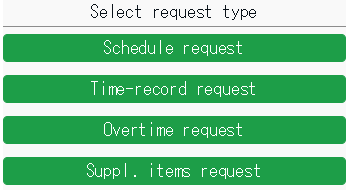 Select request type
Schedule request
Time-record request
Overtime request
Suppl. items request